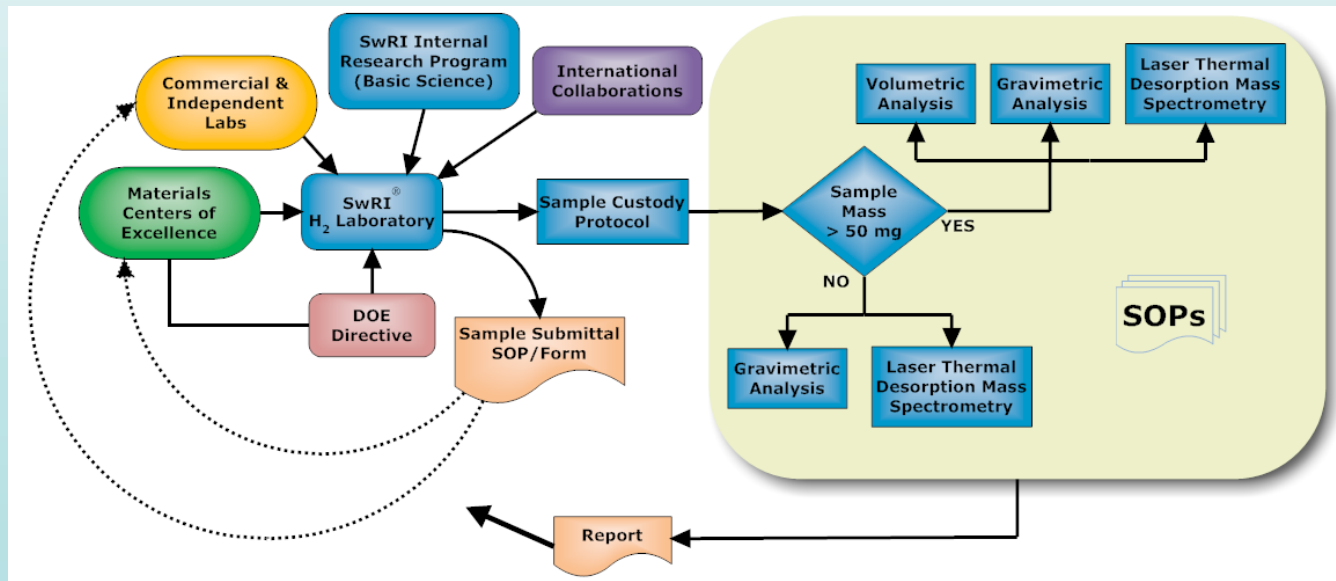 SwRI Internal
Research Program
(Basic Science)
Commercial &
Independent
Labs
International
Collaborations
Materials
Centers of
Excellence
SwRI®
H2 Laboratory
Sample Custody
Protocol
DOE
Directive
Sample Submittal
SOP/Form
Volumetric
Analysis
Gravimetric
Analysis
Laser Thermal
Desorption Mass
Spectrometry
Sample
Mass
> 50 mg
YES
NO
Gravimetric
Analysis
Laser Thermal
Desorption Mass
Spectrometry
SOPs
Report